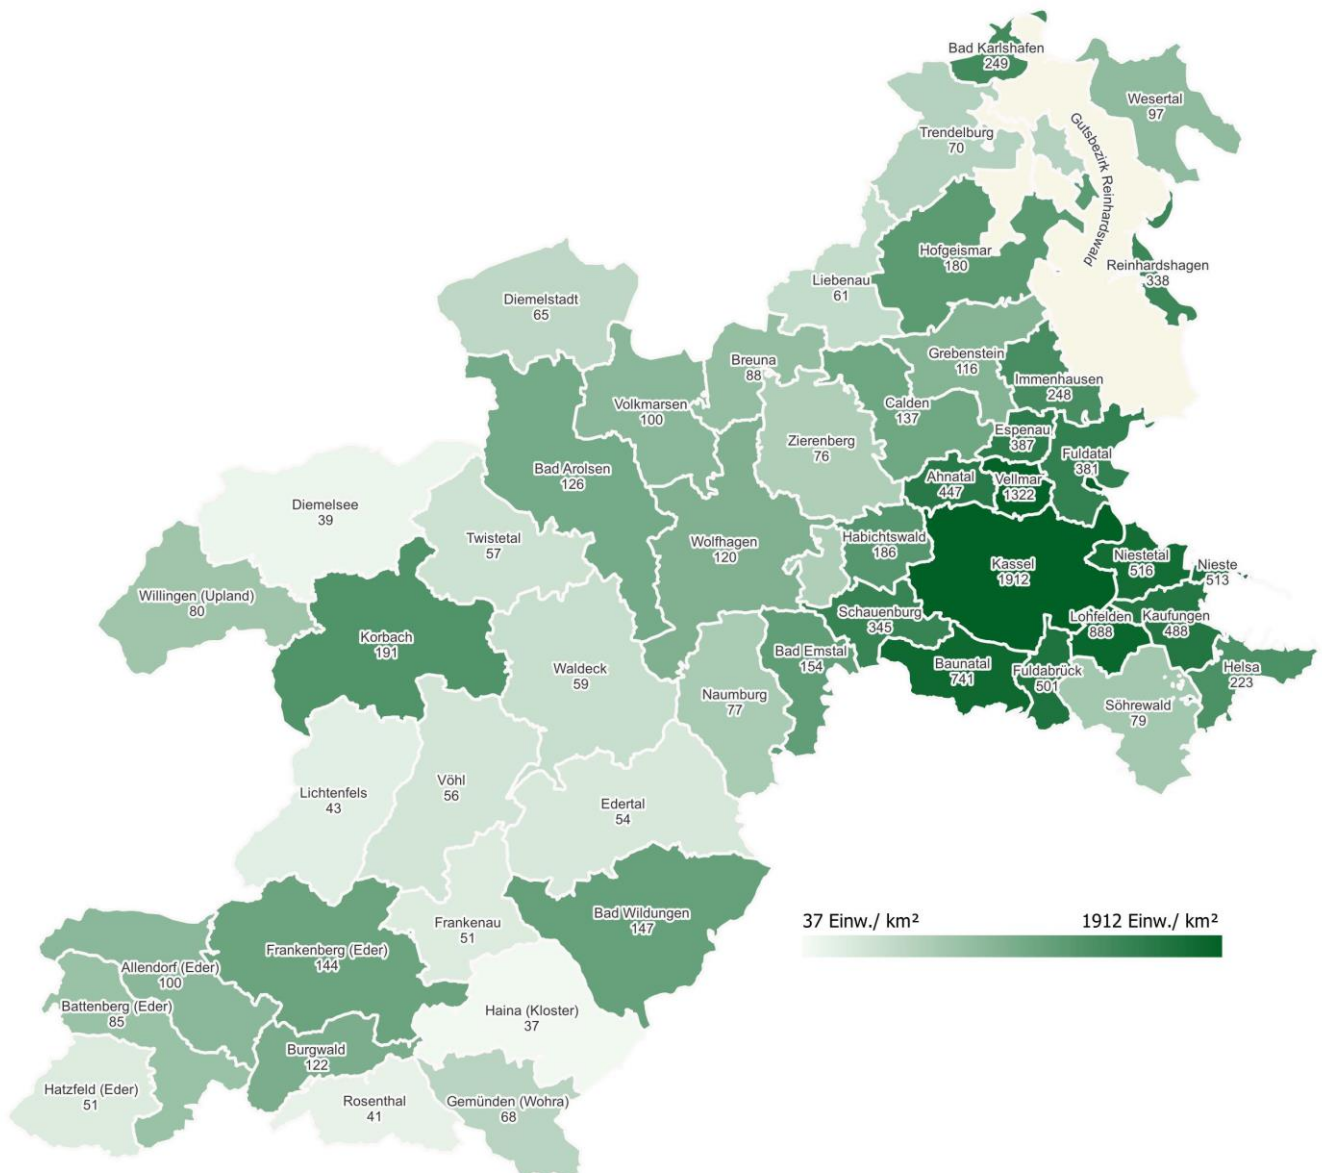 Bad Karlshafen
249
Wesertal
97
Trendelburg
70
Gutsbezirk Reinhardswald
Hofgeismar
180
Reinhardshagen
338
Liebenau
61
Diemelstadt
65
Breuna
88
Grebenstein
116
Immenhausen
248
Volkmarsen
100
Calden
137
Zierenberg
76
Espenau
387
Fuldatal
381
Bad Arolsen
126
Ahnatal
447
Vellmar
1322
Diemelsee
39
Twistetal
57
Wolfhagen
120
Habichtswald
186
Kassel
1912
Niestetal
516
Nieste
513
Willingen (Upland)
80
Korbach
191
Schauenburg
345
Lohfelden
888
Kaufungen
488
Bad Emstal
154
Baunatal
741
Fuldabrück
501
Helsa
223
Waldeck
59
Naumburg
77
Söhrewald
79
Lichtenfels
43
Vöhl
56
Edertal
54
Frankenau
51
Bad Wildungen
147
37 Einw./ km²
1912 Einw./ km²
Frankenberg (Eder)
144
Allendorf (Eder)
100
Battenberg (Eder)
85
Haina (Kloster)
37
Burgwald
122
Hatzfeld (Eder)
51
Rosenthal
41
Gemünden (Wohra)
68